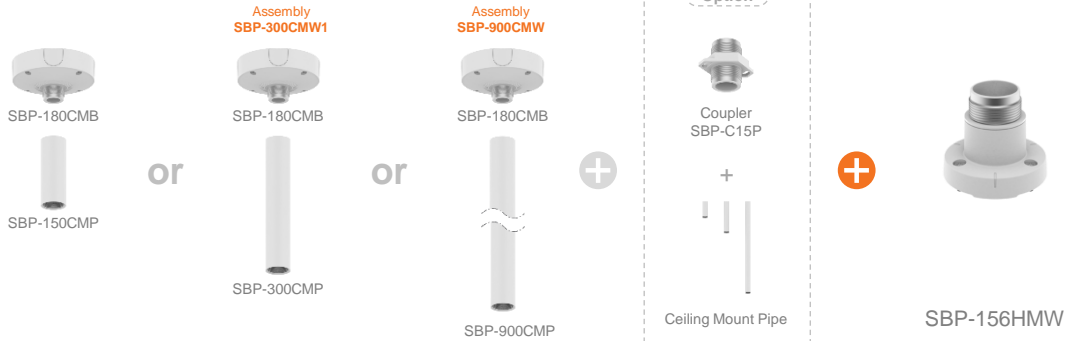 Option
Assembly
SBP-300CMW1
Assembly
SBP-900CMW
SBP-180CMB
SBP-180CMB
SBP-180CMB
Coupler
SBP-C15P
or
or
+
SBP-150CMP
SBP-300CMP
SBP-900CMP
Ceiling Mount Pipe
SBP-156HMW